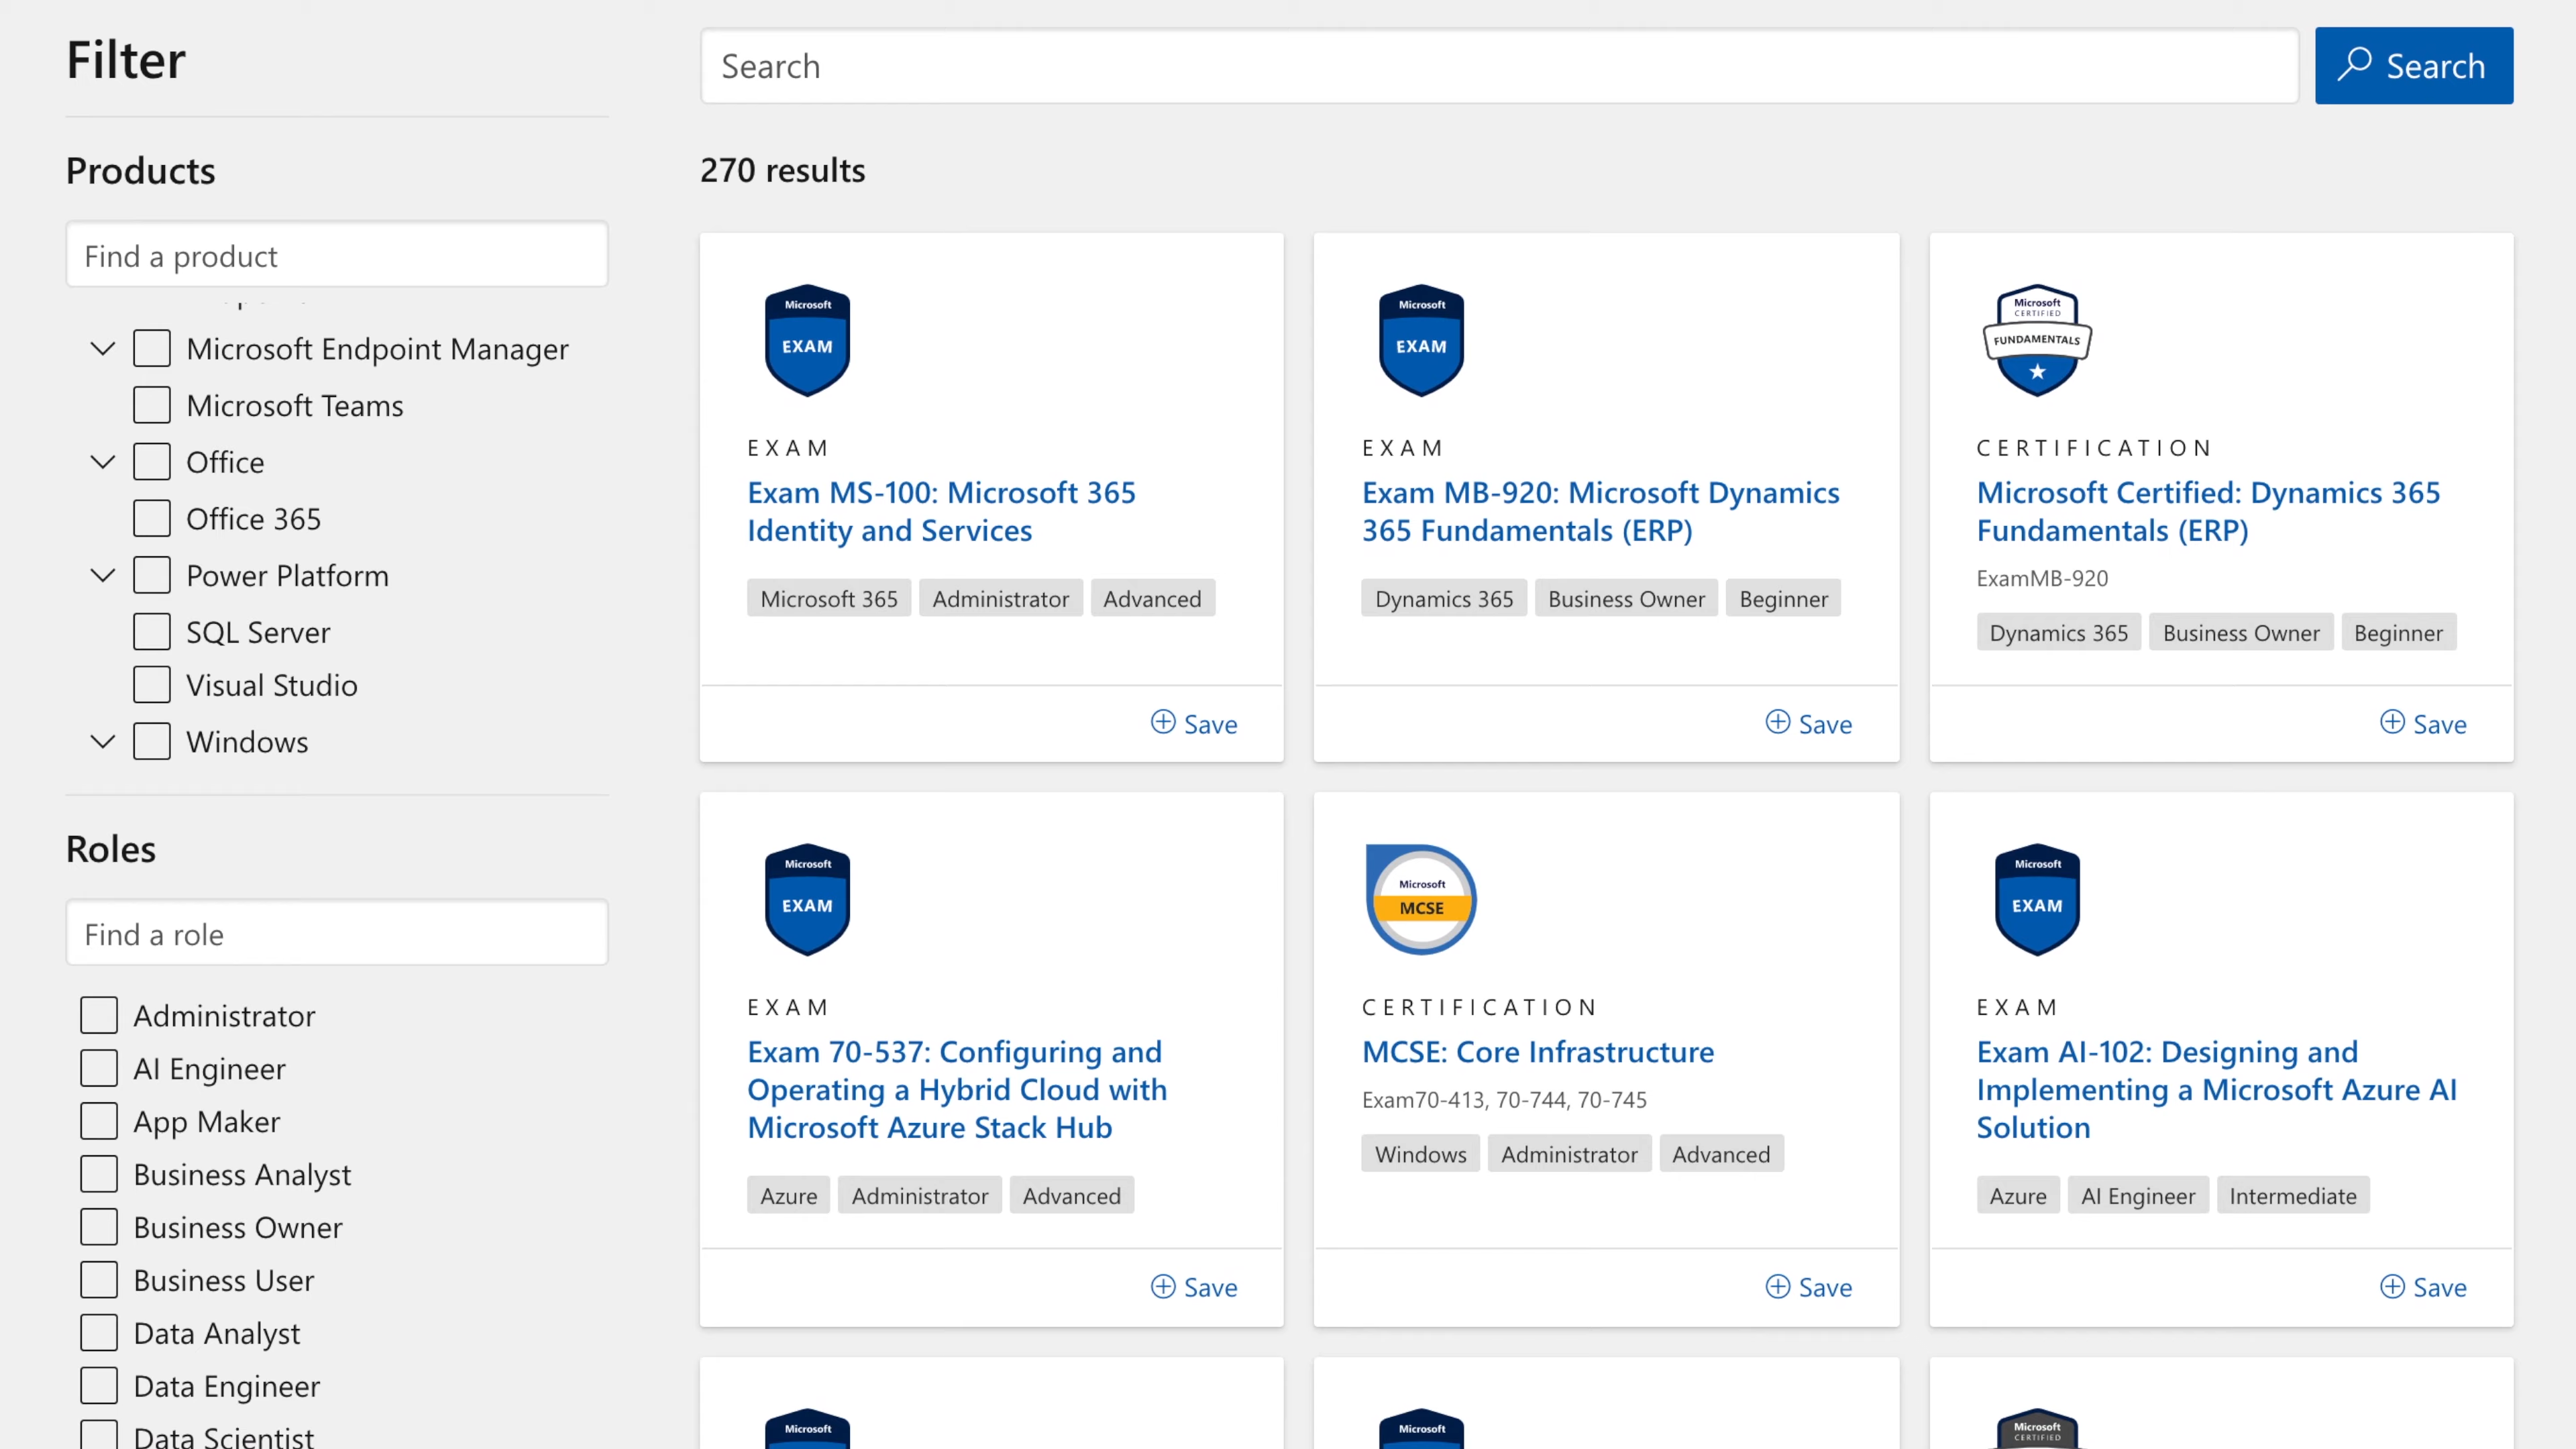 Filter
Search
Search
Products
270 results
Find a product
Microsoft Endpoint Manager
Microsoft Teams
Office
Office 365
Power Platform
SQL Server
Visual Studio
Windows
Roles
Find a role
Administrator
AI Engineer
App Maker
Business Analyst
Business Owner
Business User
Data Analyst
Data Engineer
Data Scientist
Microsoft
EXAM
EXAM
Exam MS-100: Microsoft 365
Identity and Services
Microsoft 365 Administrator Advanced
Save
Microsoft
EXAM
EXAM
Exam MB-920: Microsoft Dynamics
365 Fundamentals (ERP)
Dynamics 365 Business Owner Beginner
Save
Microsoft
CERTIFIED
FUNDAMENTALS
CERTIFICATION
Microsoft Certified: Dynamics 365
Fundamentals (ERP)
ExamMB-920
Dynamics 365 Business Owner Beginner
Save
Microsoft
EXAM
EXAM
Exam 70-537: Configuring and
Operating a Hybrid Cloud with
Microsoft Azure Stack Hub
Azure Administrator Advanced
Save
Microsoft
MCSE
CERTIFICATION
MCSE: Core Infrastructure
Exam70-413, 70-744, 70-745
Windows Administrator Advanced
Save
Microsoft
EXAM
EXAM
Exam AI-102: Designing and
Implementing a Microsoft Azure AI
Solution
Azure AI Engineer Intermediate
Save
Microsoft
Microsoft
Microsoft
CERTIFIED